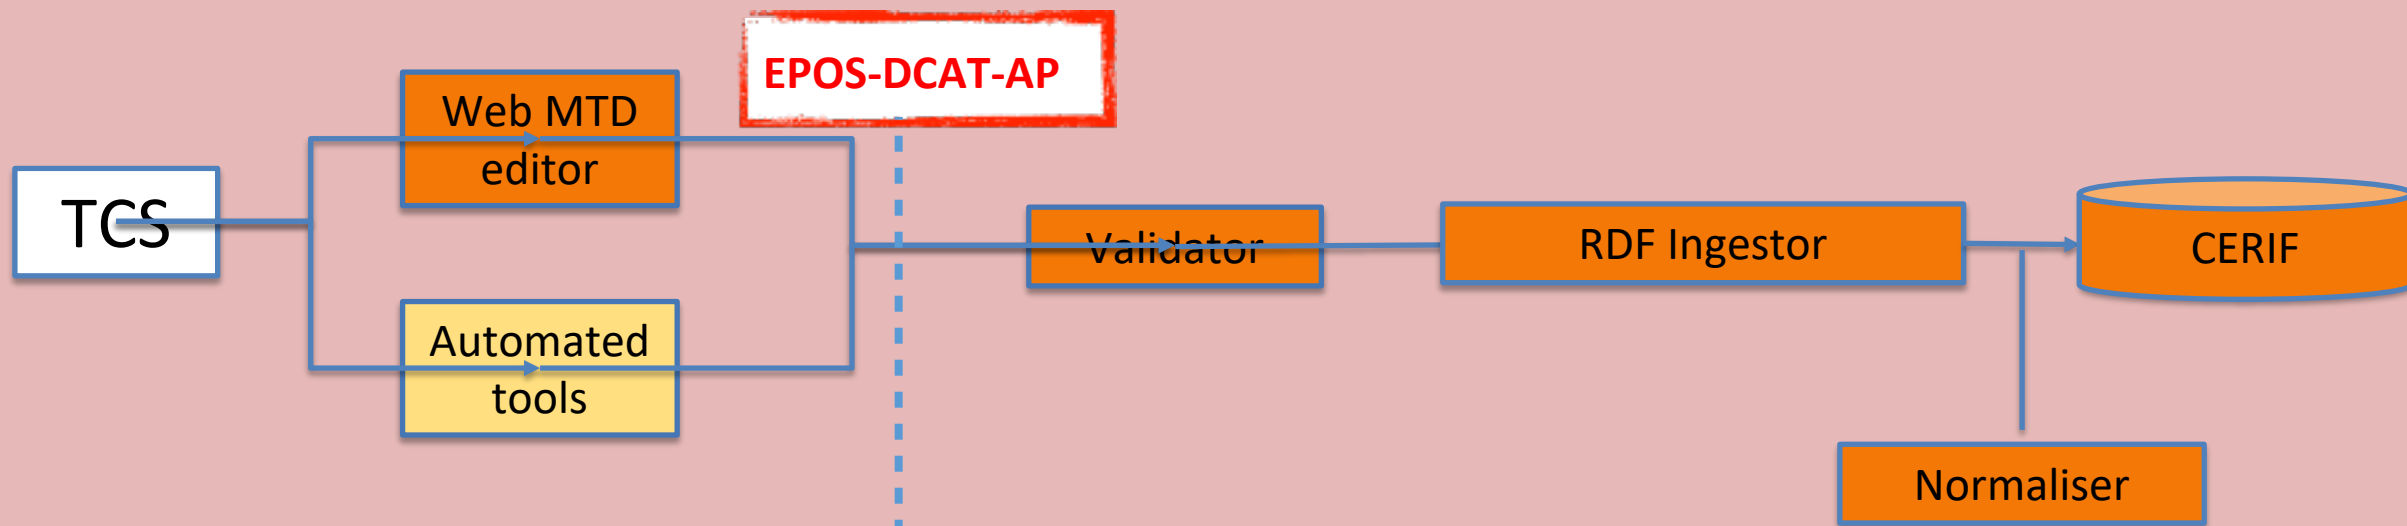 EPOS-DCAT-AP
Web MTD
editor
TCS
Automated
tools
Validator
RDF Ingestor
CERIF
Normaliser